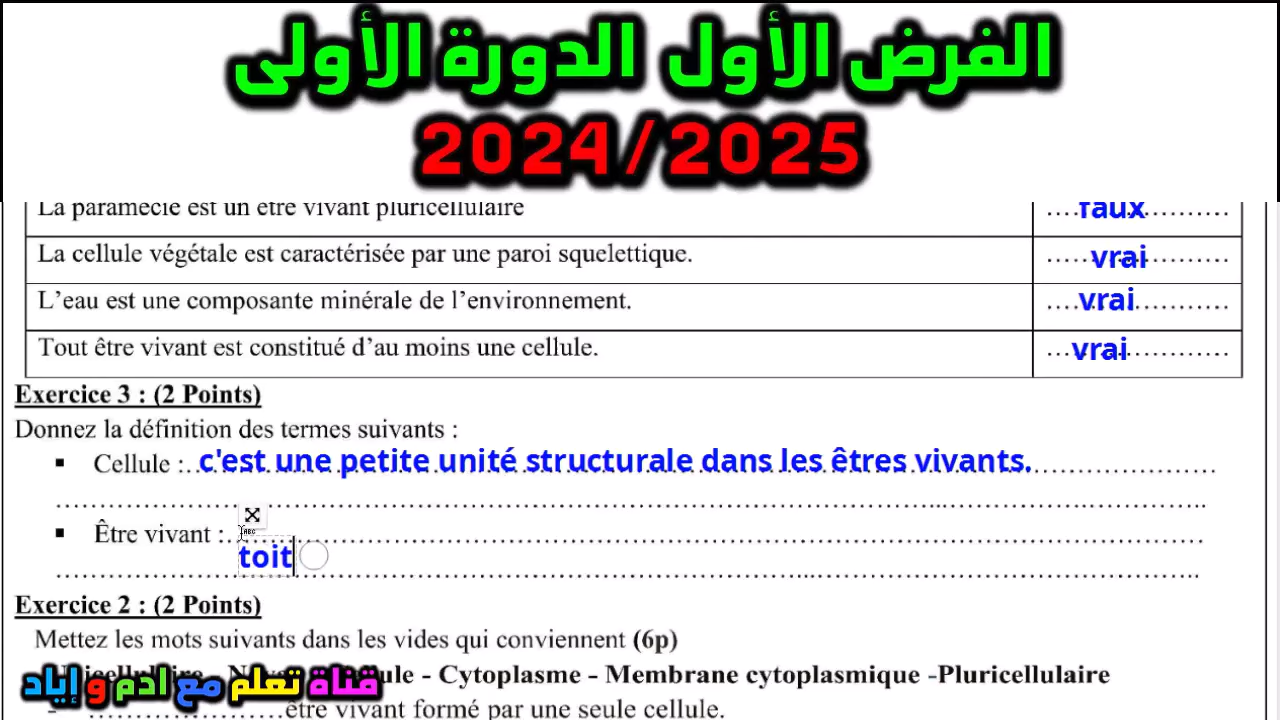 الفرض الأول الدورة الأولى
2024/2025
La paramécie est un être vivant pluricellulaire
....faux............
La cellule végétale est caractérisée par une paroi squelettique.
.....vrai...........
L’eau est une composante minérale de l’environnement.
....vrai............
Tout être vivant est constitué d’au moins une cellule.
...vrai............
Exercice 3 : (2 Points)
Donnez la définition des termes suivants :
▪ Cellule :..c'est une petite unité structurale dans les êtres vivants.
▪ Être vivant :
toit
Exercice 2 : (2 Points)
Mettez les mots suivants dans les vides qui conviennent (6p)
- Cytoplasme - Membrane cytoplasmique -Pluricellulaire
قناة تعلم مع ادم و إياد
- ......................être vivant formé par une seule cellule.